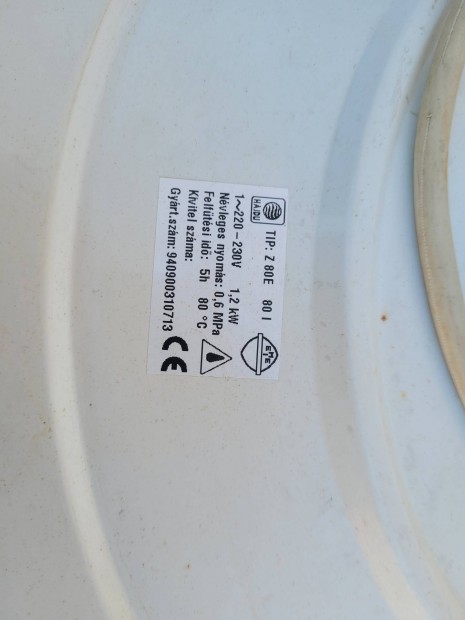 HAJDU TIP: Z 80E 80 l
1~220-230V 1,2 kW
Névleges nyomás: 0,6 MPa
Felfűtési idő: 5h 80 °C
Kivitel száma:
Gyárt.szám: 940900310713 CE